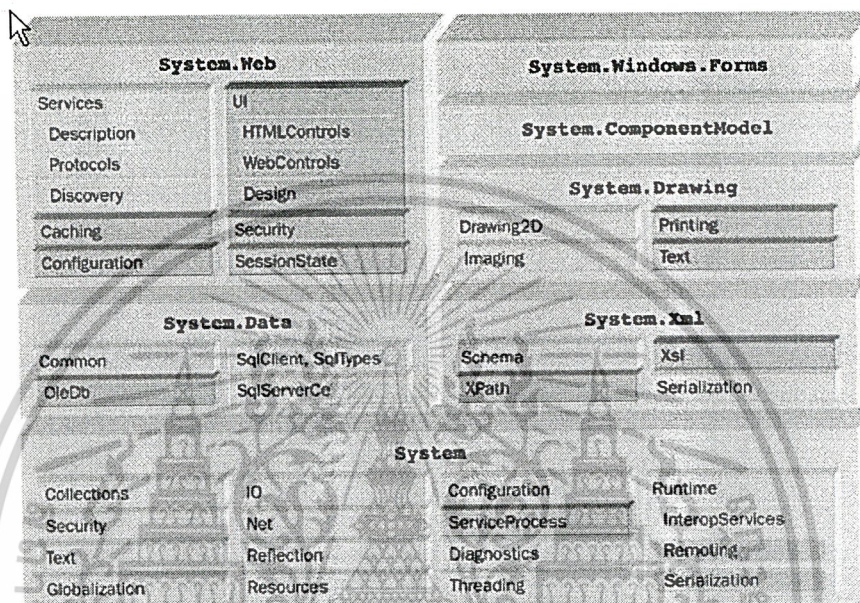 System.Web
Services
Description
Protocols
Discovery
Caching
Configuration
UI
HTMLControls
WebControls
Design
Security
SessionState
System.Windows.Forms
System.ComponentModel
System.Drawing
Drawing2D
Imaging
Printing
Text
System.Data
Common
OleDb
SqlClient, SqlTypes
SqlServerCe
System.Xml
Schema
XPath
Xsl
Serialization
System
Collections
Security
Text
Globalization
IO
Net
Reflection
Resources
Configuration
ServiceProcess
Diagnostics
Threading
Runtime
InteropServices
Remoting
Serialization